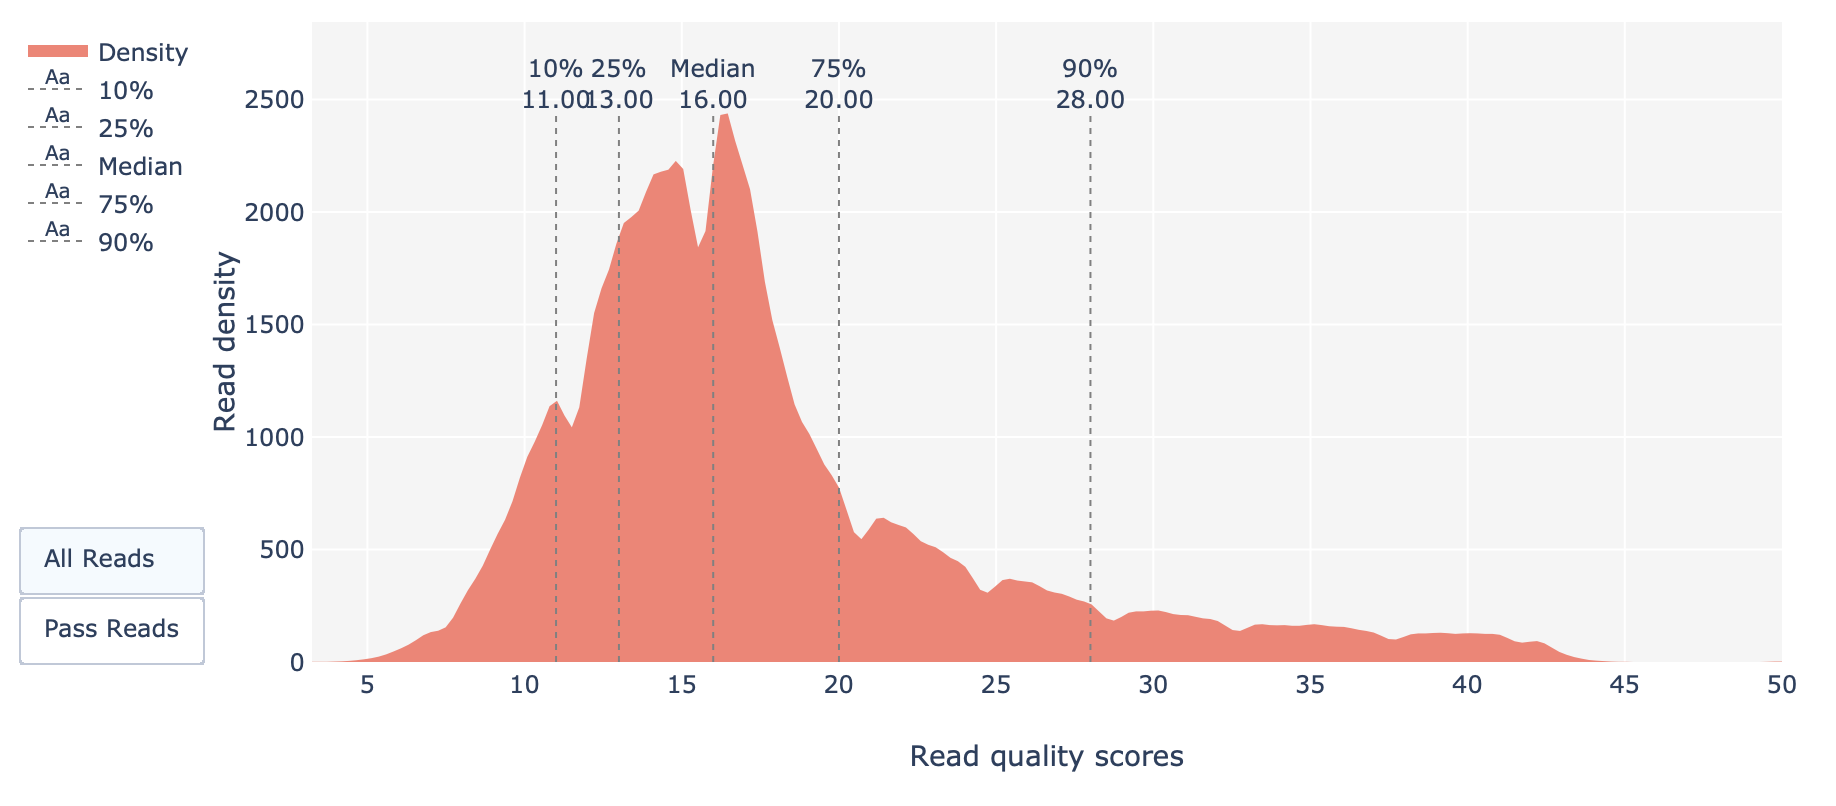 Density
Aa
10%
Aa
25%
Aa
Median
Aa
75%
Aa
90%
All Reads
Pass Reads
10% 25% Median 75% 90%
11.00 13.00 16.00 20.00 28.00
Read density
2500
2000
1500
1000
500
0
5 10 15 20 25 30 35 40 45 50
Read quality scores